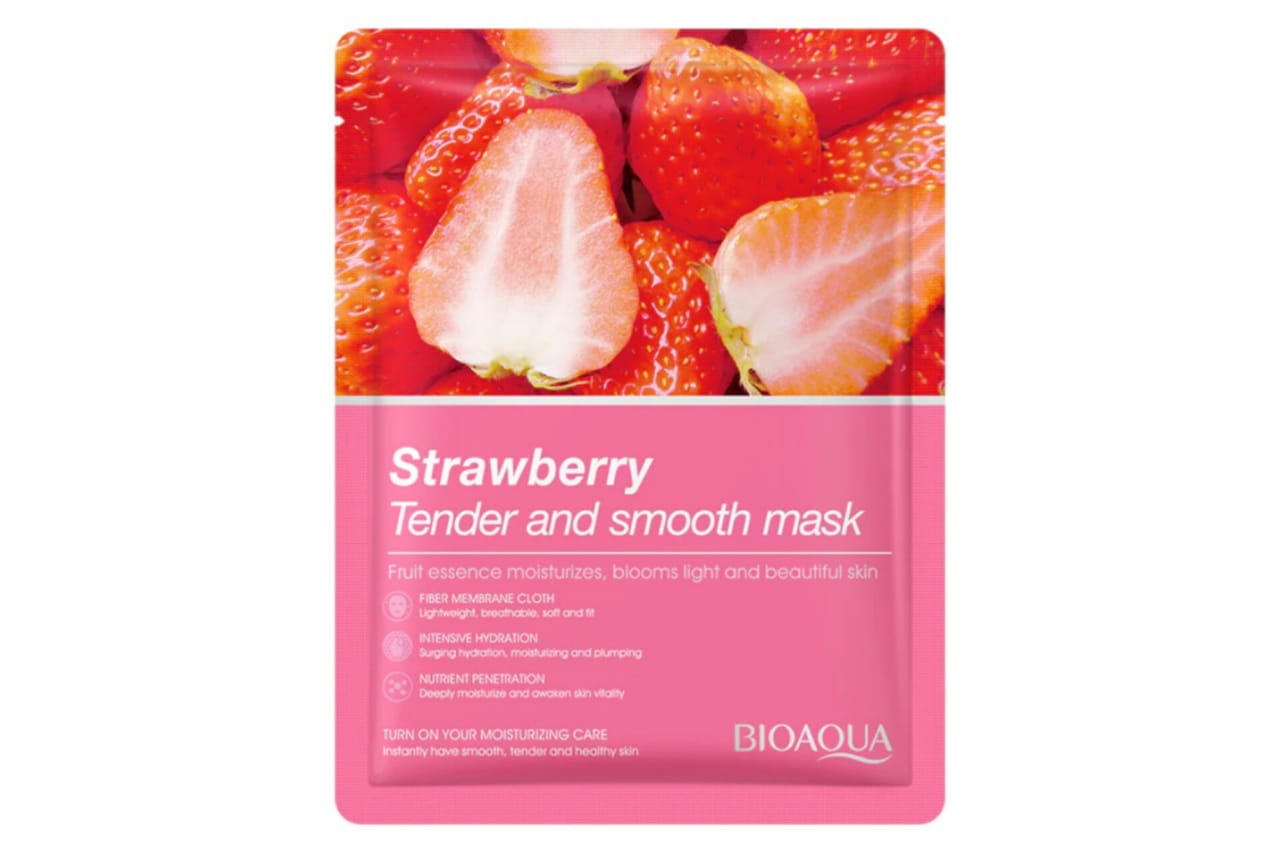 Strawberry
Tender and smooth mask
Fruit essence moisturizes, blooms light and beautiful skin
FIBER MEMBRANE CLOTH
Lightweight, breathable, soft and fit
INTENSIVE HYDRATION
Surging hydration, moisturizing and plumping
NUTRIENT PENETRATION
Deeply moisturize and awaken skin vitality
TURN ON YOUR MOISTURIZING CARE
Instantly have smooth, tender and healthy skin
BIOAQUA